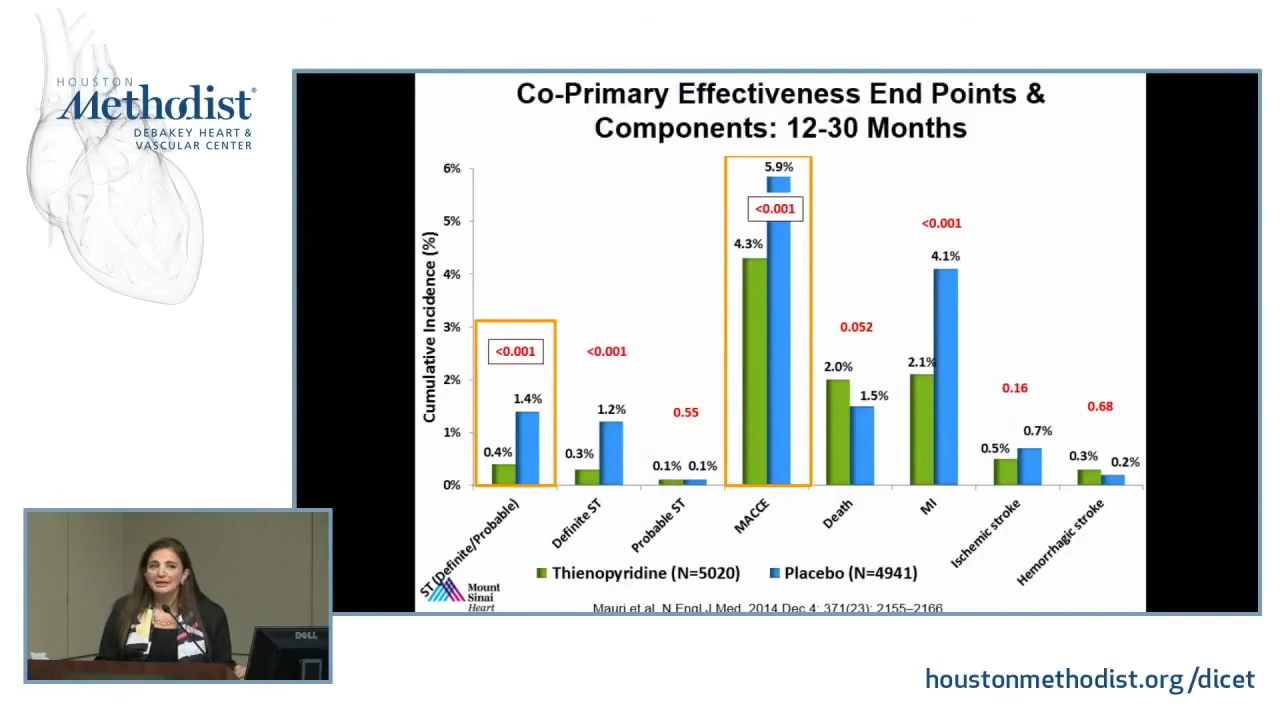 HOUSTON
Methodist®
DEBAKEY HEART &
VASCULAR CENTER
Co-Primary Effectiveness End Points &
Components: 12-30 Months
Cumulative Incidence (%)
6%
5%
4%
3%
2%
1%
0%
<0.001
0.4%
1.4%
<0.001
0.3%
1.2%
0.55
0.1%
0.1%
5.9%
<0.001
4.3%
0.052
2.0%
1.5%
<0.001
2.1%
4.1%
0.16
0.5%
0.7%
0.68
0.3%
0.2%
ST (Definite/Probable)
Definite ST
Probable ST
MACCE
Death
MI
Ischemic stroke
Hemorrhagic stroke
Thienopyridine (N=5020)
Placebo (N=4941)
Mount
Sinai
Heart
Mauri et al. N Engl J Med. 2014 Dec 4; 371(23): 2155–2166
DELL
houstonmethodist.org/dicet